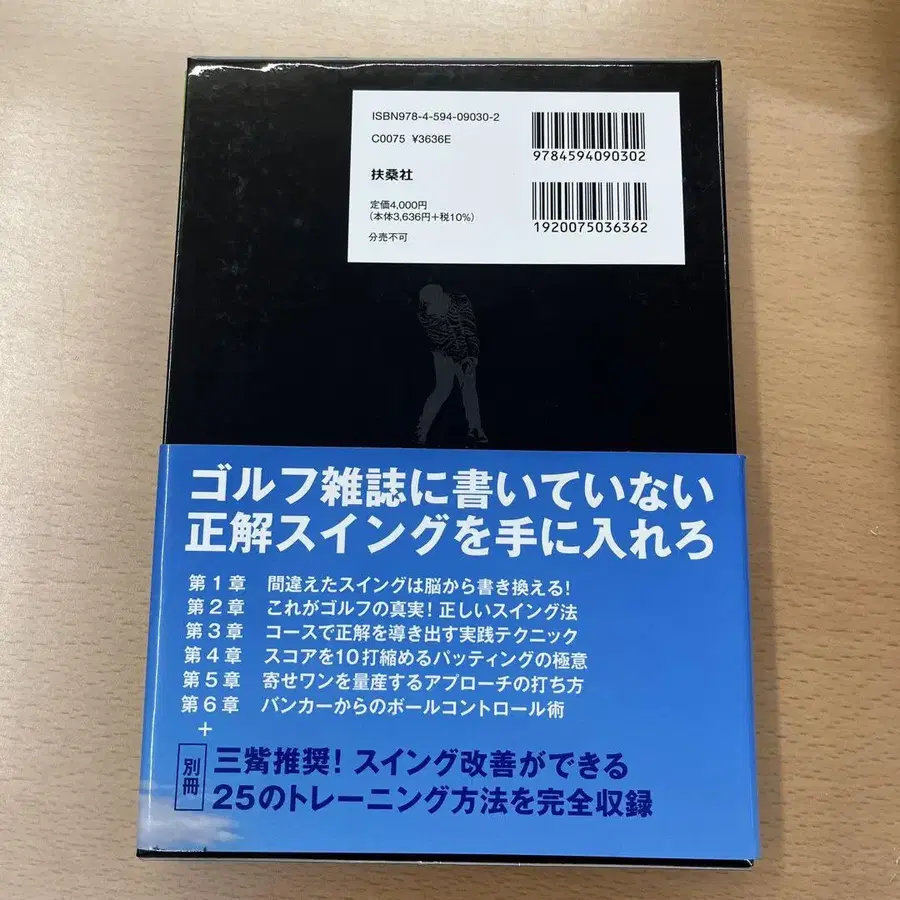 ISBN978-4-594-09030-2
C0075 ¥3636E
9784594090302
扶桑社
定価4,000円
(本体3,636円+税10%)
1920075036362
分売不可
ゴルフ雑誌に書いていない
正解スイングを手に入れろ
第1章 間違えたスイングは脳から書き換える!
第2章 これがゴルフの真実! 正しいスイング法
第3章 コースで正解を導き出す実践テクニック
第4章 スコアを10打縮めるパッティングの極意
第5章 寄せワンを量産するアプローチの打ち方
第6章 バンカーからのボールコントロール術
+
別冊
三觜推奨! スイング改善ができる
25のトレーニング方法を完全収録